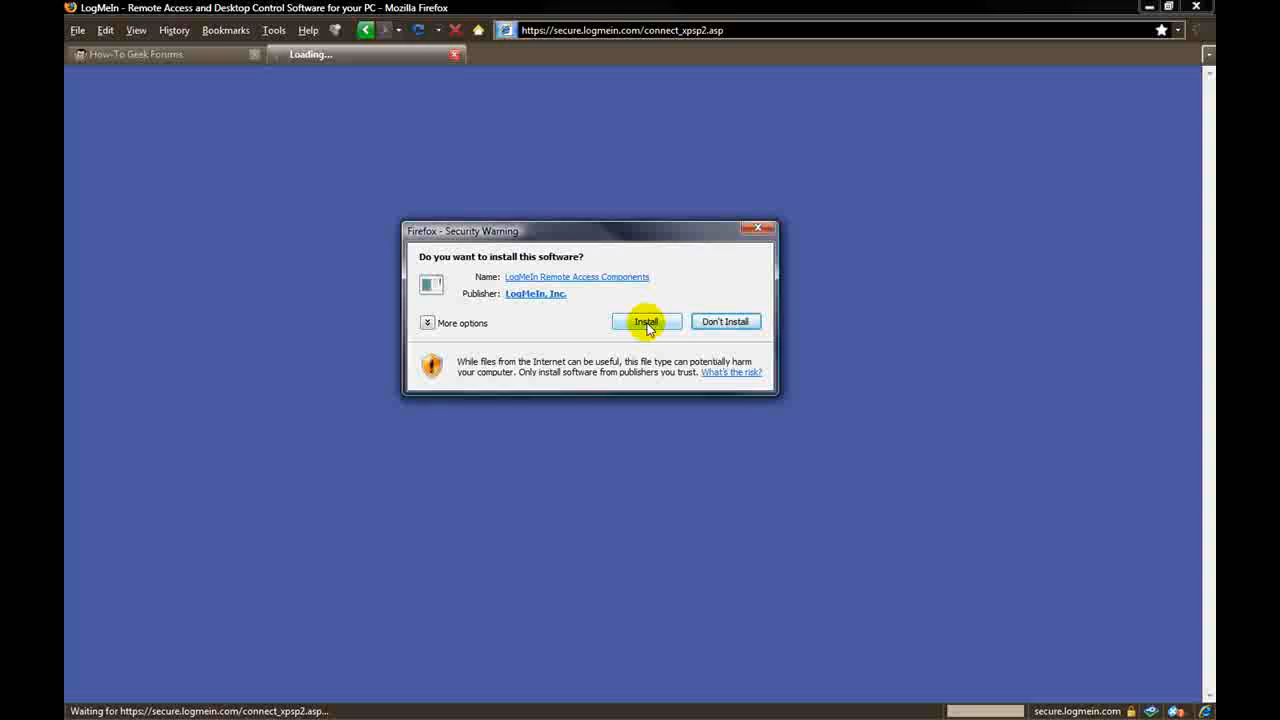 LogMeIn - Remote Access and Desktop Control Software for your PC - Mozilla Firefox
File Edit View History Bookmarks Tools Help https://secure.logmein.com/connect_xpsp2.asp
How-To Geek Forums Loading...
Firefox - Security Warning
Do you want to install this software?
Name: LogMeIn Remote Access Components
Publisher: LogMeIn, Inc.
More options Install Don't Install
While files from the Internet can be useful, this file type can potentially harm
your computer. Only install software from publishers you trust. What's the risk?
Waiting for https://secure.logmein.com/connect_xpsp2.asp... secure.logmein.com